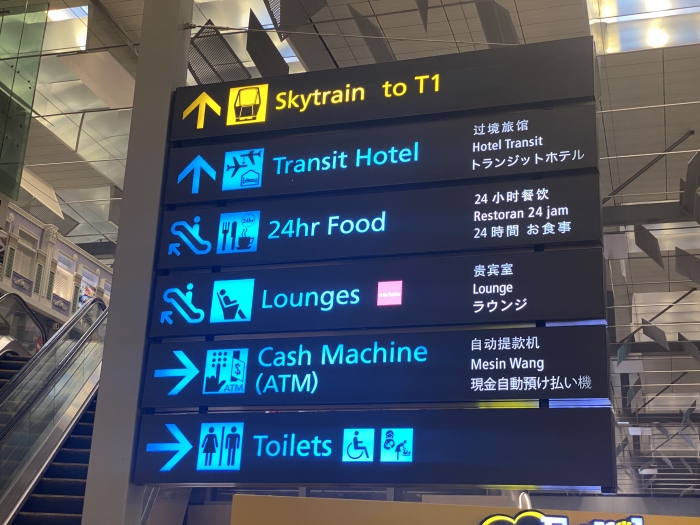 Skytrain to T1
Transit Hotel
过境旅馆
Hotel Transit
トランジットホテル
24hr
24hr Food
24 小时餐饮
Restoran 24 jam
24 時間 お食事
Lounges
贵宾室
Lounge
ラウンジ
$
ATM
Cash Machine
(ATM)
自动提款机
Mesin Wang
現金自動預け払い機
Toilets